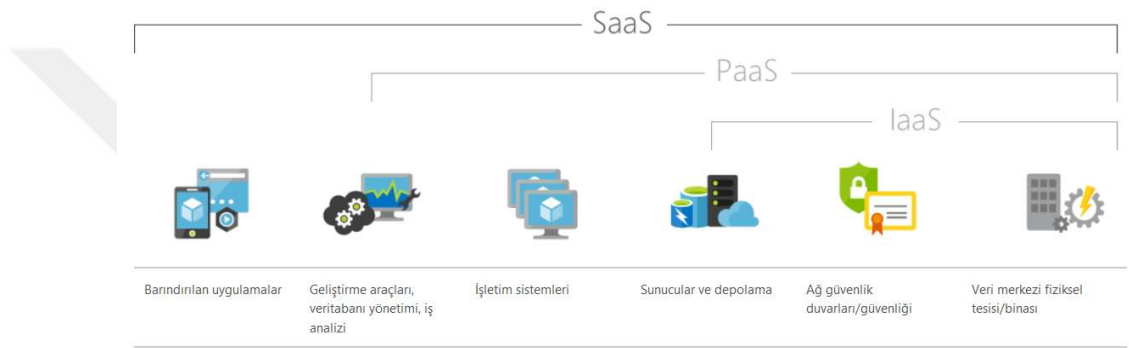 SaaS
PaaS
IaaS
Barındırılan uygulamalar
Geliştirme araçları,
veritabanı yönetimi, iş
analizi
İşletim sistemleri
Sunucular ve depolama
Ağ güvenlik
duvarları/güvenliği
Veri merkezi fiziksel
tesisi/binası